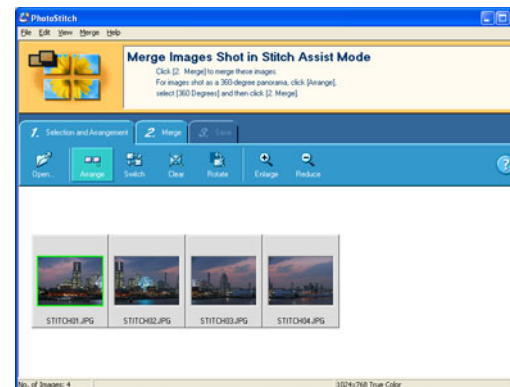 PhotoStitch
File Edit View Merge Help
Merge Images Shot in Stitch Assist Mode
Click [2. Merge] to merge these images.
For images shot as a 360-degree panorama, click [Arrange],
select [360 Degrees] and then click [2. Merge].
1. Selection and Arrangement 2. Merge 3. Save
Open... Arrange Switch Clear Rotate Enlarge Reduce
STITCH01.JPG STITCH02.JPG STITCH03.JPG STITCH04.JPG
No. of Images: 4 1024x768 True Color